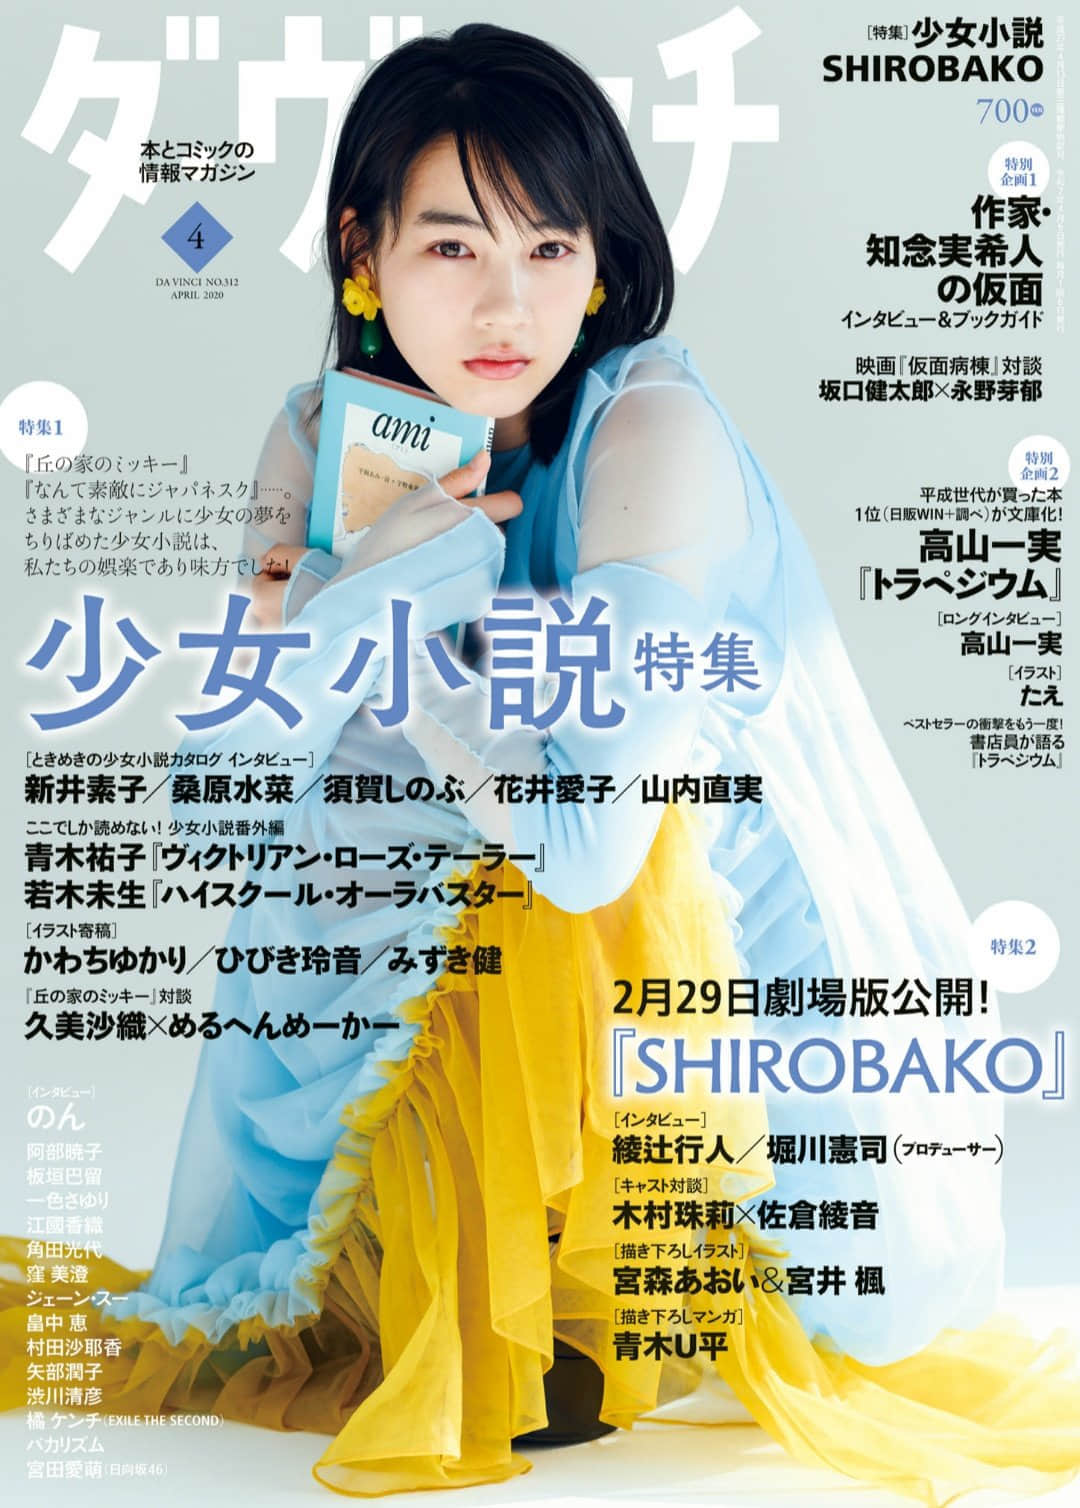 ダヴィンチ
本とコミックの
情報マガジン
4
DA VINCI NO.312
APRIL 2020
[特集]少女小説
SHIROBAKO
700
特別
企画1
作家・
知念実希人
の仮面
インタビュー&ブックガイド
映画『仮面病棟』対談
坂口健太郎×永野芽郁
特別
企画2
平成世代が買った本
1位(日販WIN+調べ)が文庫化!
高山一実
『トラペジウム』
[ロングインタビュー]
高山一実
[イラスト]
たえ
ベストセラーの衝撃をもう一度!
書店員が語る
『トラペジウム』
ami
特集1
『丘の家のミッキー』
『なんて素敵にジャパネスク』……。
さまざまなジャンルに少女の夢を
ちりばめた少女小説は、
私たちの娯楽であり味方でした!
少女小説特集
[ときめきの少女小説カタログ インタビュー]
新井素子/桑原水菜/須賀しのぶ/花井愛子/山内直実
ここでしか読めない! 少女小説番外編
青木祐子『ヴィクトリアン・ローズ・テーラー』
若木未生『ハイスクール・オーラバスター』
[イラスト寄稿]
かわちゆかり/ひびき玲音/みずき健
『丘の家のミッキー』対談
久美沙織×めるへんめーかー
[インタビュー]
のん
阿部暁子
板垣巴留
一色さゆり
江國香織
角田光代
窪 美澄
ジェーン・スー
畠中 恵
村田沙耶香
矢部潤子
渋川清彦
橘 ケンチ(EXILE THE SECOND)
バカリズム
宮田愛萌(日向坂46)
特集2
2月29日劇場版公開!
『SHIROBAKO』
[インタビュー]
綾辻行人/堀川憲司(プロデューサー)
[キャスト対談]
木村珠莉×佐倉綾音
[描き下ろしイラスト]
宮森あおい&宮井 楓
[描き下ろしマンガ]
青木U平